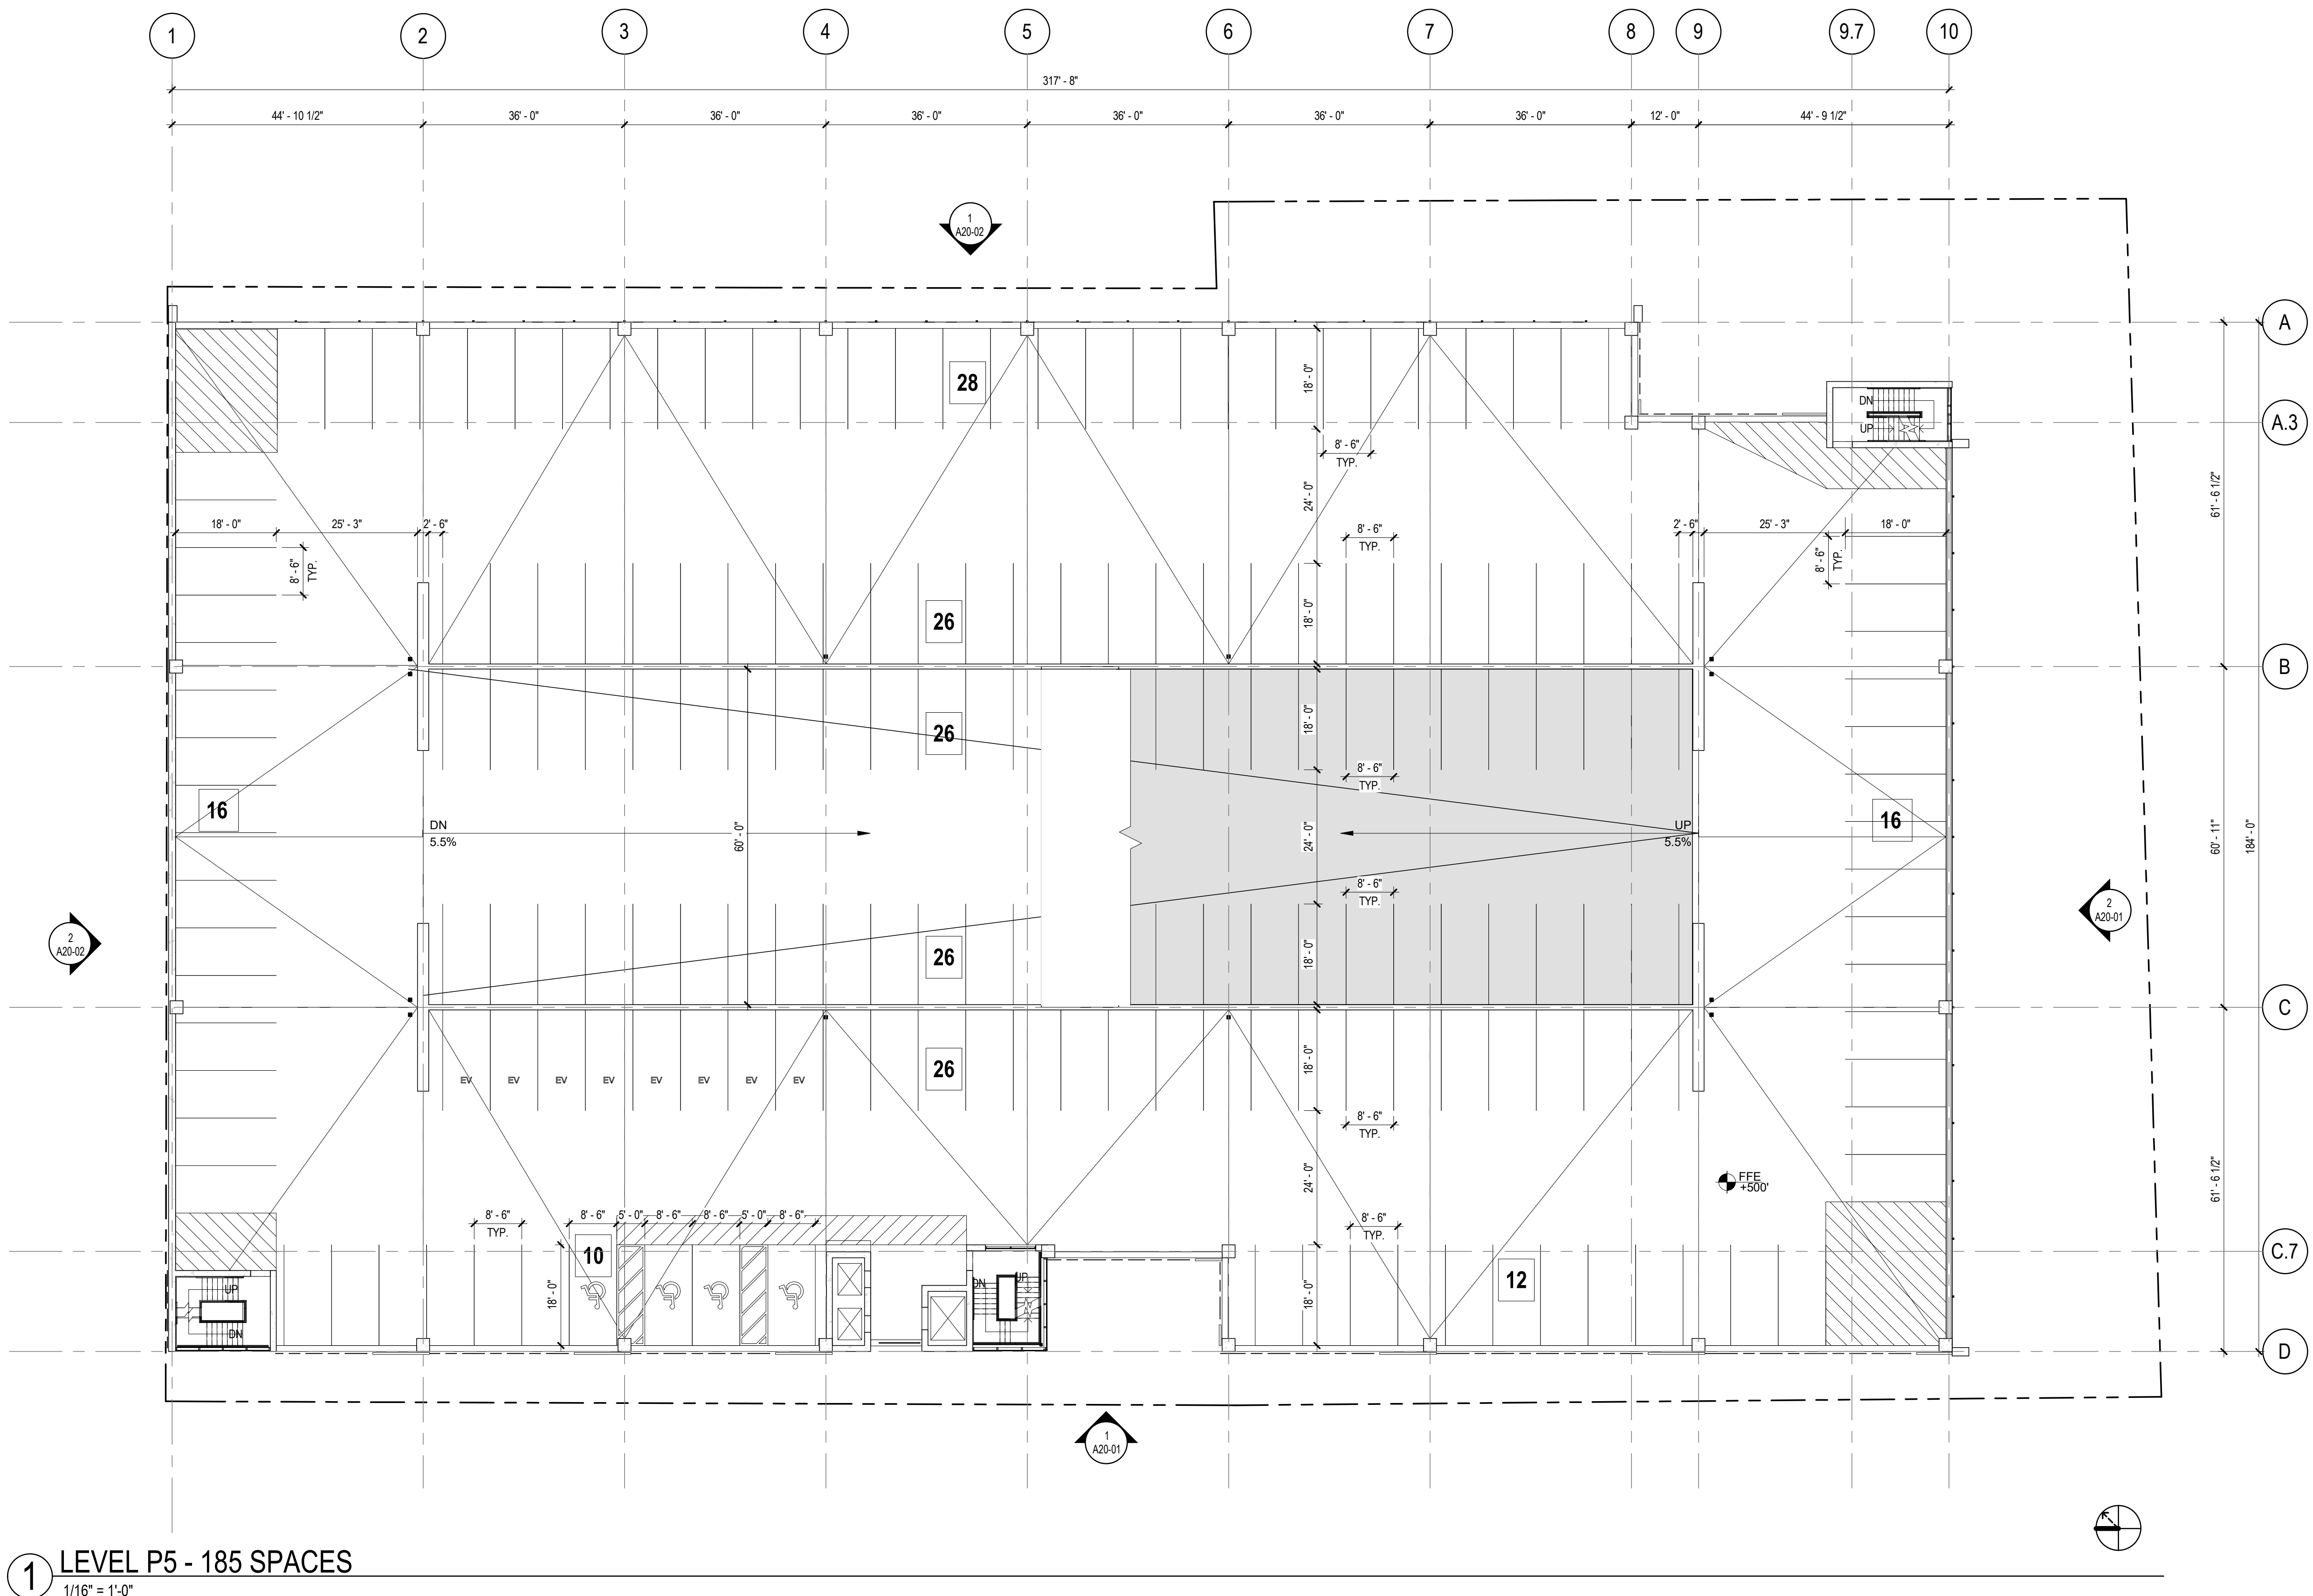 1
2
3
4
5
6
7
8
9
9.7
10
317' - 8"
44' - 10 1/2"
36' - 0"
36' - 0"
36' - 0"
36' - 0"
36' - 0"
36' - 0"
12' - 0"
44' - 9 1/2"
1
A20-02
A
28
18' - 0"
DN
A.3
UP
8' - 6"
TYP.
24' - 0"
61' - 6 1/2"
18' - 0"
25' - 3"
2' - 6"
8' - 6"
TYP.
2' - 6"
25' - 3"
18' - 0"
8' - 6"
TYP.
8' - 6"
TYP.
26
18' - 0"
B
26
18' - 0"
8' - 6"
TYP.
16
DN
5.5%
60' - 0"
24' - 0"
UP
5.5%
16
60' - 11"
184' - 0"
8' - 6"
TYP.
2
A20-01
2
A20-02
26
18' - 0"
C
EV
EV
EV
EV
EV
EV
EV
EV
26
18' - 0"
8' - 6"
TYP.
24' - 0"
FFE
+500'
61' - 6 1/2"
8' - 6"
TYP.
8' - 6"
5' - 0"
8' - 6"
8' - 6"
5' - 0"
8' - 6"
8' - 6"
TYP.
10
C.7
UP
DN
18' - 0"
DN
UP
18' - 0"
12
D
1
A20-01
1
LEVEL P5 - 185 SPACES
1/16" = 1'-0"